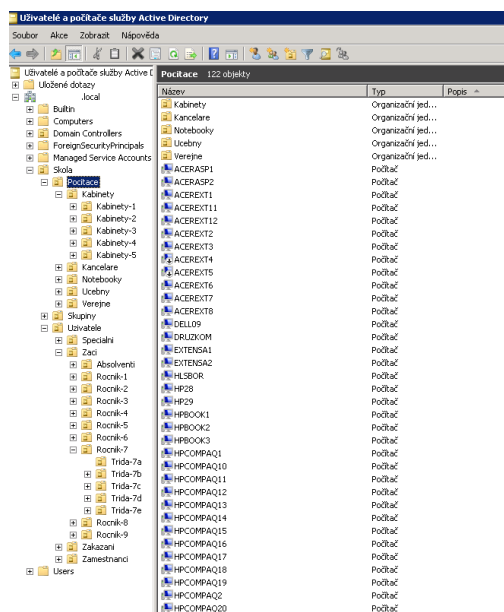 Uživatelé a počítače služby Active Directory
Soubor Akce Zobrazit Nápověda
Uživatelé a počítače služby Active D
Uložené dotazy
.local
Builtin
Computers
Domain Controllers
ForeignSecurityPrincipals
Managed Service Accounts
Skola
Pocitace
Kabinety
Kabinety-1
Kabinety-2
Kabinety-3
Kabinety-4
Kabinety-5
Kancelare
Notebooky
Ucebny
Verejne
Skupiny
Uzivatele
Specialni
Zaci
Absolventi
Rocnik-1
Rocnik-2
Rocnik-3
Rocnik-4
Rocnik-5
Rocnik-6
Rocnik-7
Trida-7a
Trida-7b
Trida-7c
Trida-7d
Trida-7e
Rocnik-8
Rocnik-9
Zakazani
Zamestnanci
Users
Pocitace 122 objekty
Název Typ Popis
Kabinety Organizační jed...
Kancelare Organizační jed...
Notebooky Organizační jed...
Ucebny Organizační jed...
Verejne Organizační jed...
ACERASP1 Počítač
ACERASP2 Počítač
ACEREXT1 Počítač
ACEREXT11 Počítač
ACEREXT12 Počítač
ACEREXT2 Počítač
ACEREXT3 Počítač
ACEREXT4 Počítač
ACEREXT5 Počítač
ACEREXT6 Počítač
ACEREXT7 Počítač
ACEREXT8 Počítač
DELL09 Počítač
DRUZKOM Počítač
EXTENSA1 Počítač
EXTENSA2 Počítač
HLSBOR Počítač
HP28 Počítač
HP29 Počítač
HPBOOK1 Počítač
HPBOOK2 Počítač
HPBOOK3 Počítač
HPCOMPAQ1 Počítač
HPCOMPAQ10 Počítač
HPCOMPAQ11 Počítač
HPCOMPAQ12 Počítač
HPCOMPAQ13 Počítač
HPCOMPAQ14 Počítač
HPCOMPAQ15 Počítač
HPCOMPAQ16 Počítač
HPCOMPAQ17 Počítač
HPCOMPAQ18 Počítač
HPCOMPAQ19 Počítač
HPCOMPAQ2 Počítač
HPCOMPAQ20 Počítač